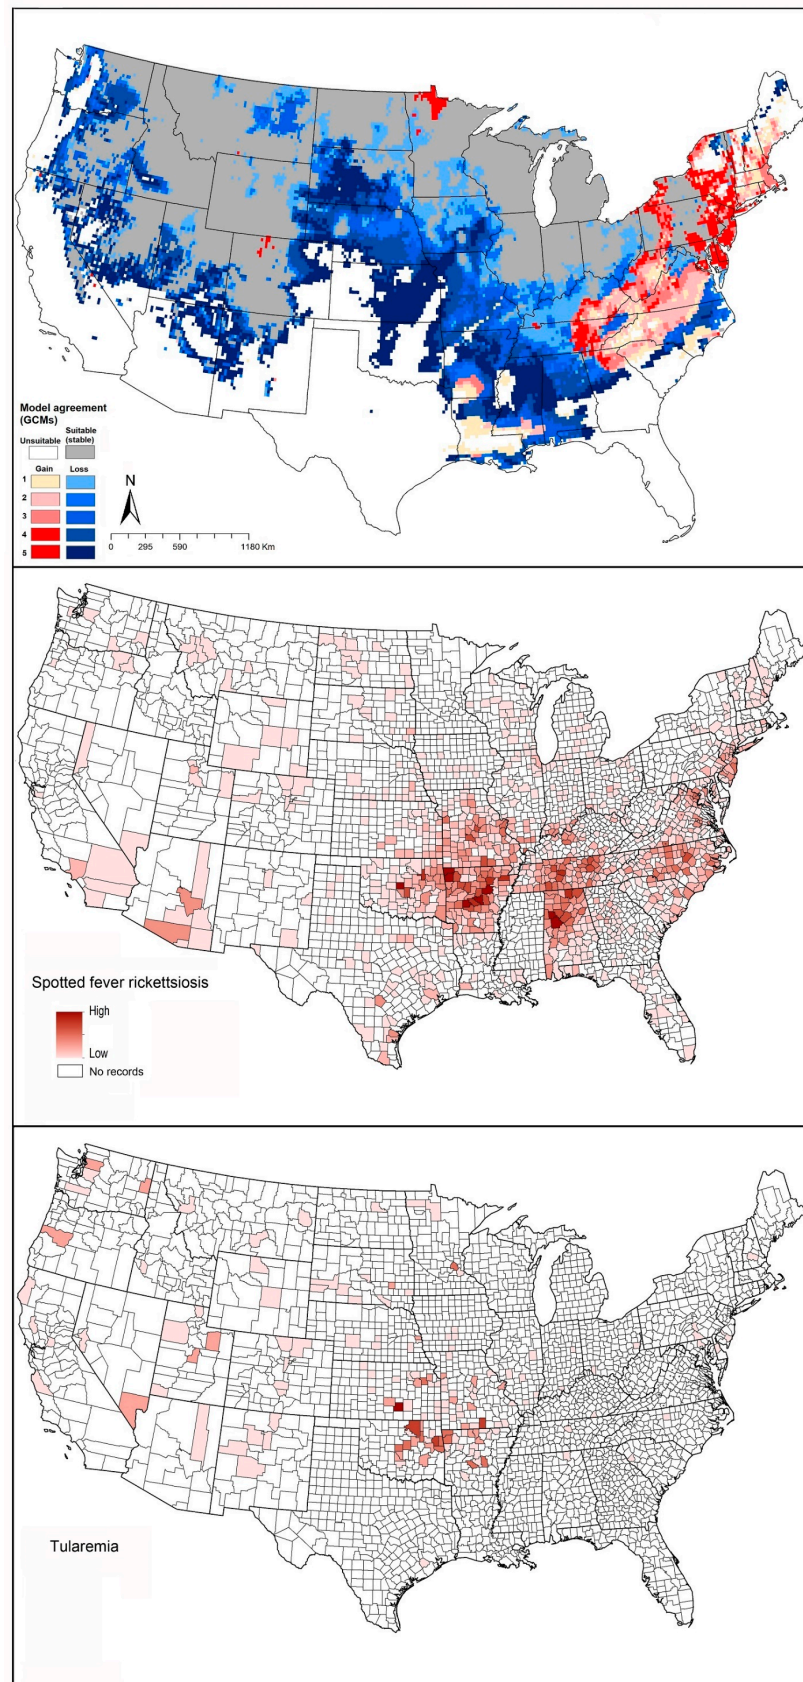 Model agreement
(GCMs)
Unsuitable
Suitable
(stable)
Gain Loss
1
2
3
4
5
N
0 295 590 1180 Km
Spotted fever rickettsiosis
High
Low
No records
Tularemia